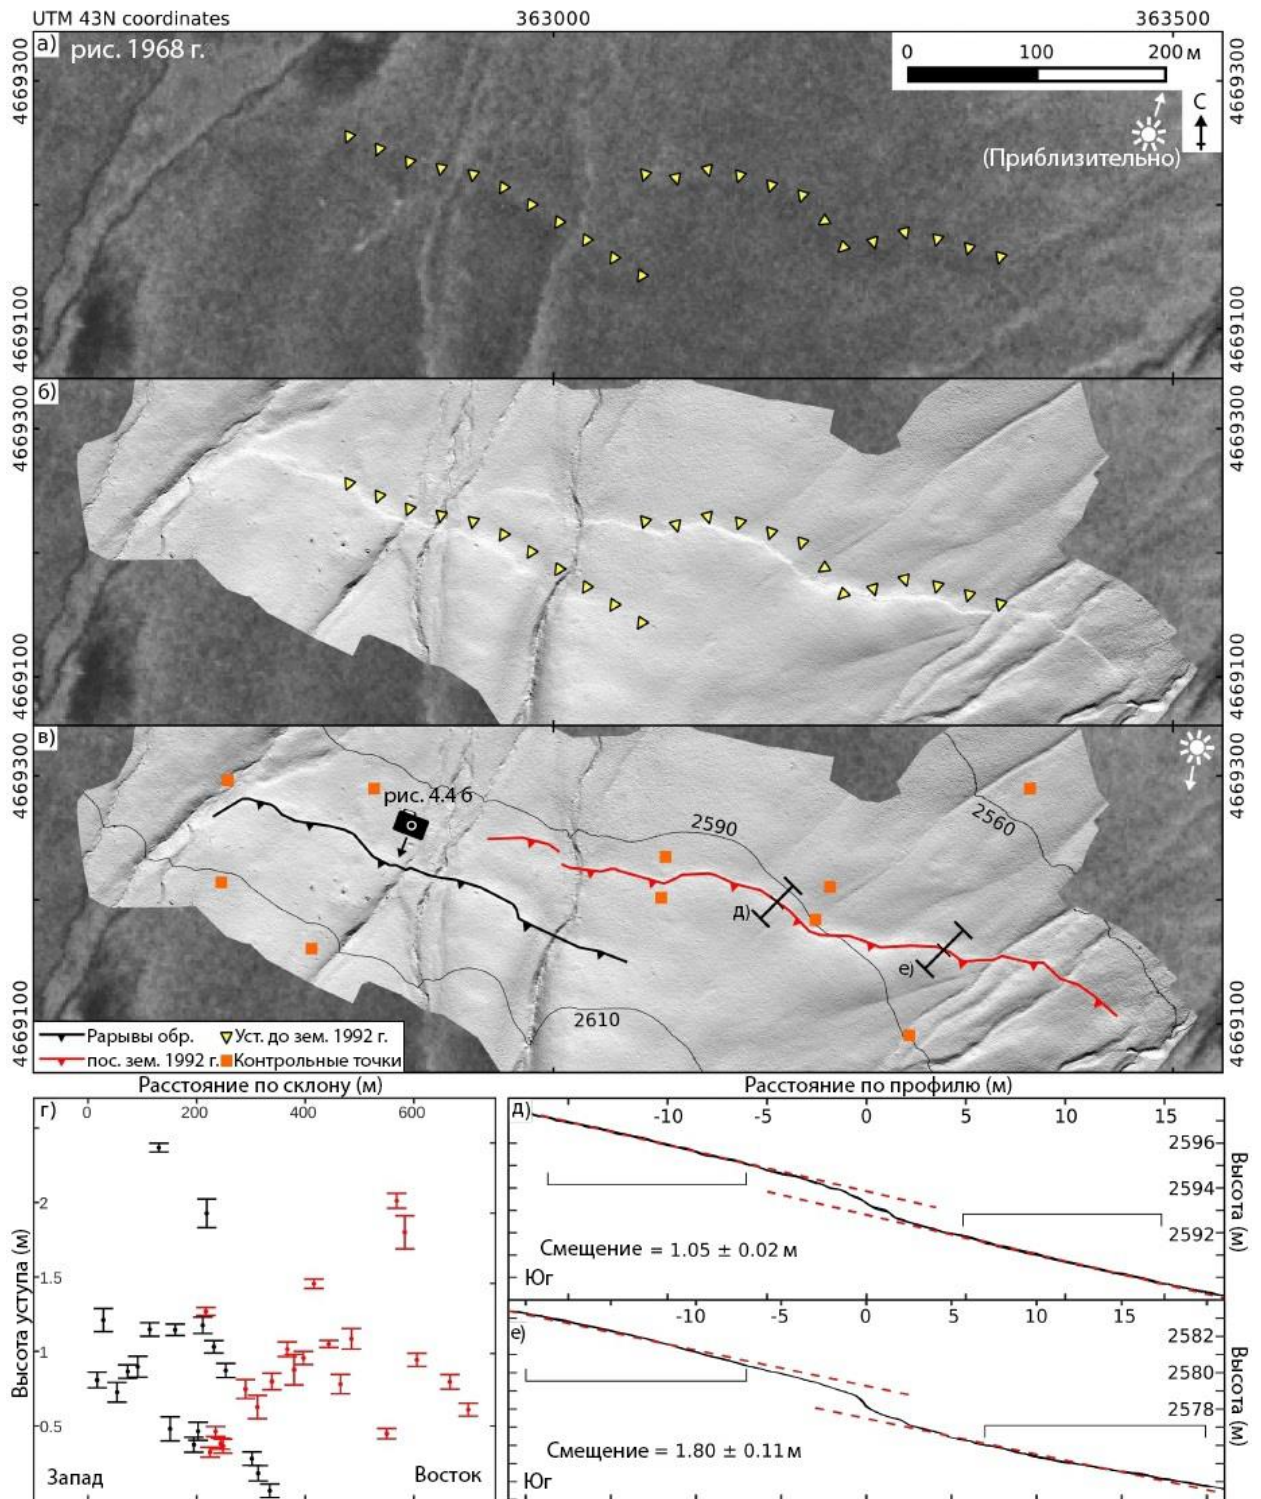 UTM 43N coordinates 363000 363500
а) рис. 1968 г.
0 100 200 м
С
(Приблизительно)
4669300 4669300
4669100 4669100
б)
4669300 4669300
4669100 4669100
в)
4669300 4669300
рис. 4.4 б
2590 2560
д)
е)
2610
4669100 4669100
Рарывы обр. Уст. до зем. 1992 г.
пос. зем. 1992 г. Контрольные точки
Расстояние по склону (м) Расстояние по профилю (м)
г) 0 200 400 600
Высота уступа (м)
2
1.5
1
0.5
Запад Восток
д) -10 -5 0 5 10 15
2596
2594
2592
Высота (м)
Смещение = 1.05 ± 0.02 м
Юг
е) -10 -5 0 5 10 15
2582
2580
2578
Высота (м)
Смещение = 1.80 ± 0.11 м
Юг